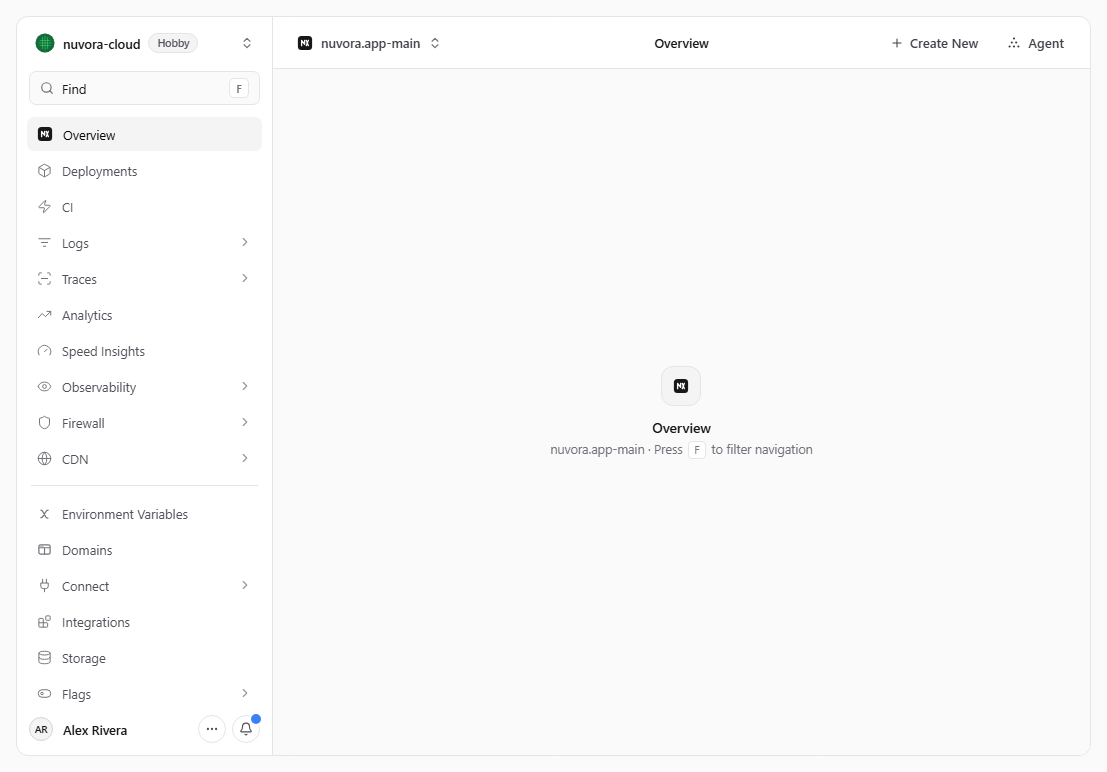 nuvora-cloud Hobby
Find F
Overview
Deployments
CI
Logs
Traces
Analytics
Speed Insights
Observability
Firewall
CDN
Environment Variables
Domains
Connect
Integrations
Storage
Flags
AR Alex Rivera
NX nuvora.app-main
Overview
Create New
Agent
NX
Overview
nuvora.app-main · Press F to filter navigation